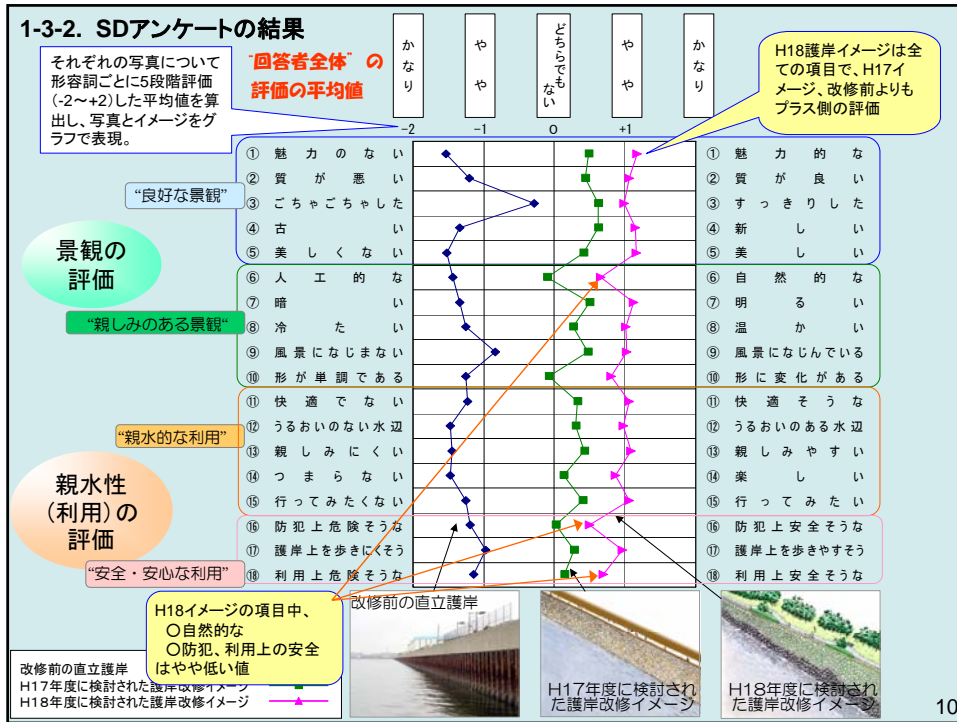 1-3-2. SDアンケートの結果
それぞれの写真について
形容詞ごとに5段階評価
(-2～+2)した平均値を算
出し、写真とイメージをグ
ラフで表現。
“回答者全体”の
評価の平均値
かなり
やや
どちらでもない
やや
かなり
H18護岸イメージは全
ての項目で、H17イ
メージ、改修前よりも
プラス側の評価
-2
-1
0
+1
① 魅力のない
① 魅力的な
② 質が悪い
② 質が良い
③ ごちゃごちゃした
③ すっきりした
④ 古い
④ 新しい
⑤ 美しくない
⑤ 美しい
⑥ 人工的な
⑥ 自然的な
⑦ 暗い
⑦ 明るい
⑧ 冷たい
⑧ 温かい
⑨ 風景になじまない
⑨ 風景になじんでいる
⑩ 形が単調である
⑩ 形に変化がある
⑪ 快適でない
⑪ 快適そうな
⑫ うるおいのない水辺
⑫ うるおいのある水辺
⑬ 親しみにくい
⑬ 親しみやすい
⑭ つまらない
⑭ 楽しい
⑮ 行ってみたくない
⑮ 行ってみたい
⑯ 防犯上危険そうな
⑯ 防犯上安全そうな
⑰ 護岸上を歩きにくそう
⑰ 護岸上を歩きやすそう
⑱ 利用上危険そうな
⑱ 利用上安全そうな
“良好な景観”
景観の
評価
“親しみのある景観”
“親水的な利用”
親水性
(利用)の
評価
“安全・安心な利用”
H18イメージの項目中、
○自然的な
○防犯、利用上の安全
はやや低い値
改修前の直立護岸
H17年度に検討され
た護岸改修イメージ
H18年度に検討され
た護岸改修イメージ
改修前の直立護岸
H17年度に検討された護岸改修イメージ
H18年度に検討された護岸改修イメージ
10